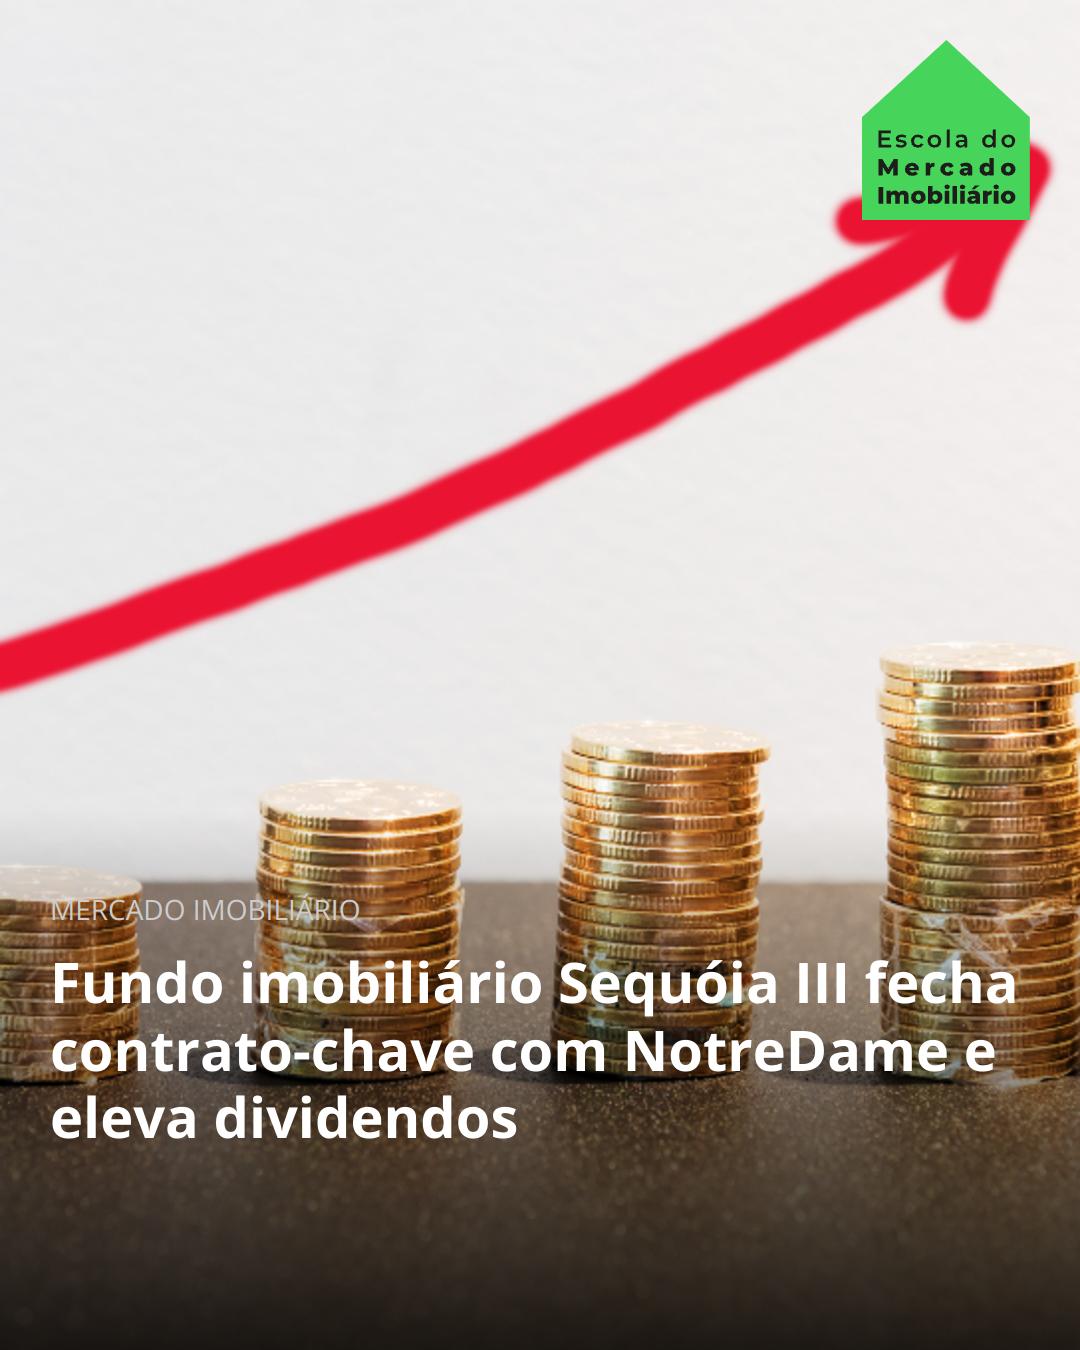 Escola do
Mercado
Imobiliário
MERCADO IMOBILIÁRIO
Fundo imobiliário Sequóia III fecha
contrato-chave com NotreDame e
eleva dividendos